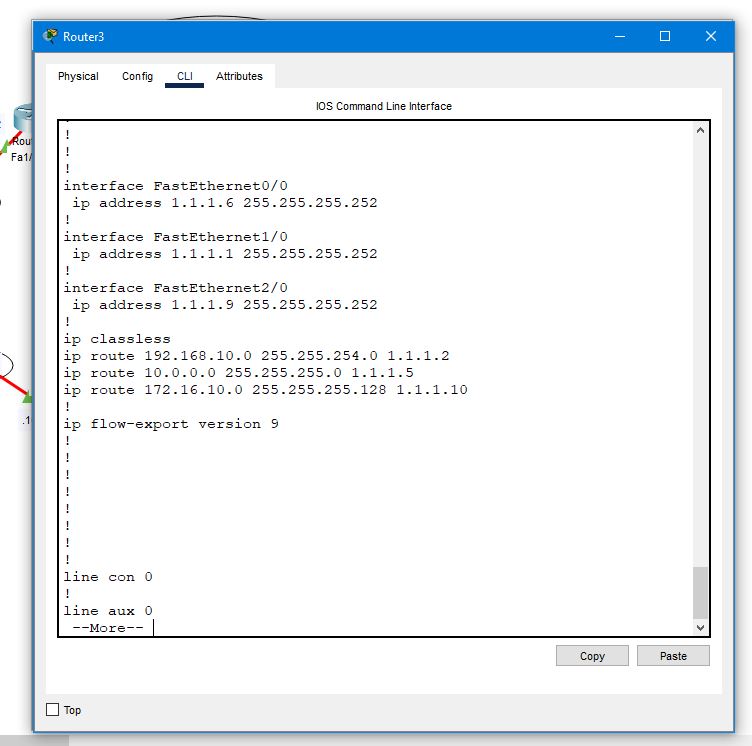 Router3
Physical Config CLI Attributes
IOS Command Line Interface
!
!
!
interface FastEthernet0/0
ip address 1.1.1.6 255.255.255.252
!
interface FastEthernet1/0
ip address 1.1.1.1 255.255.255.252
!
interface FastEthernet2/0
ip address 1.1.1.9 255.255.255.252
!
ip classless
ip route 192.168.10.0 255.255.254.0 1.1.1.2
ip route 10.0.0.0 255.255.255.0 1.1.1.5
ip route 172.16.10.0 255.255.255.128 1.1.1.10
!
ip flow-export version 9
!
!
!
!
!
!
!
!
line con 0
!
line aux 0
--More--
Copy Paste
Top
Rou
Fa1/
.1